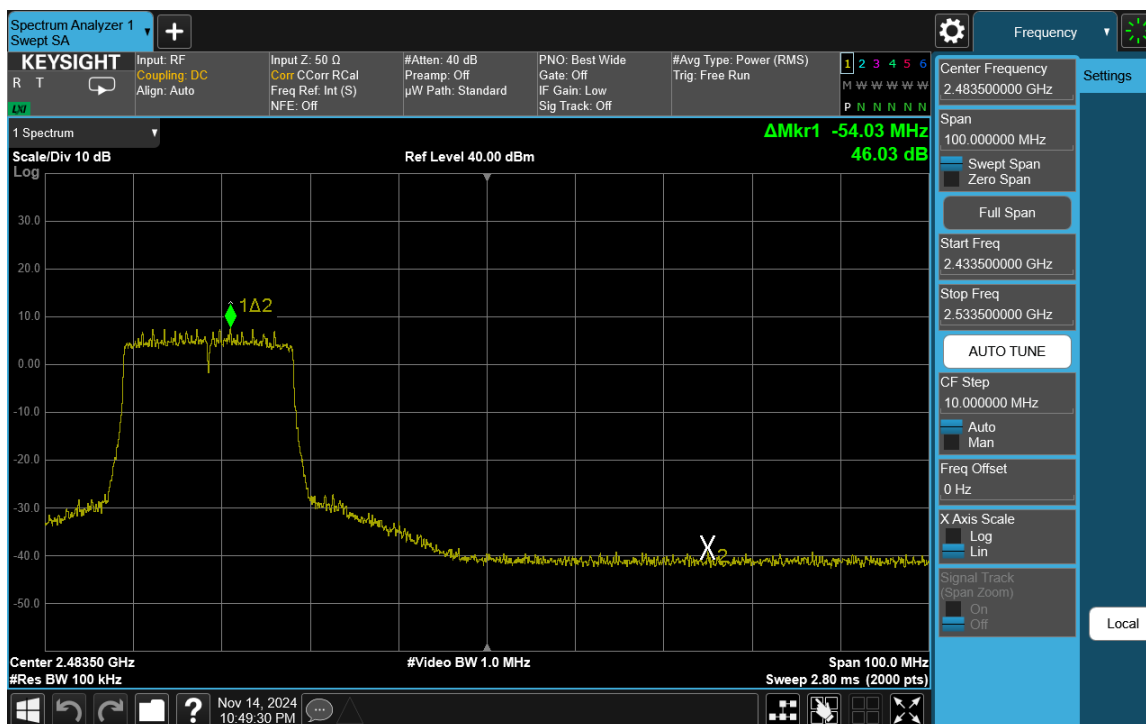 Spectrum Analyzer 1
Swept SA
Frequency
KEYSIGHT
R T
LXI
Input: RF
Coupling: DC
Align: Auto
Input Z: 50 Ω
Corr CCorr RCal
Freq Ref: Int (S)
NFE: Off
#Atten: 40 dB
Preamp: Off
µW Path: Standard
PNO: Best Wide
Gate: Off
IF Gain: Low
Sig Track: Off
#Avg Type: Power (RMS)
Trig: Free Run
1 2 3 4 5 6
M W W W W W
P N N N N N
1 Spectrum
ΔMkr1 -54.03 MHz
Scale/Div 10 dB
Ref Level 40.00 dBm
46.03 dB
Log
30.0
20.0
10.0
0.00
-10.0
-20.0
-30.0
-40.0
-50.0
1Δ2
X2
Center 2.48350 GHz
#Video BW 1.0 MHz
Span 100.0 MHz
#Res BW 100 kHz
Sweep 2.80 ms (2000 pts)
Nov 14, 2024
10:49:30 PM
Center Frequency
2.483500000 GHz
Span
100.000000 MHz
Swept Span
Zero Span
Full Span
Start Freq
2.433500000 GHz
Stop Freq
2.533500000 GHz
AUTO TUNE
CF Step
10.000000 MHz
Auto
Man
Freq Offset
0 Hz
X Axis Scale
Log
Lin
Signal Track
(Span Zoom)
On
Off
Settings
Local